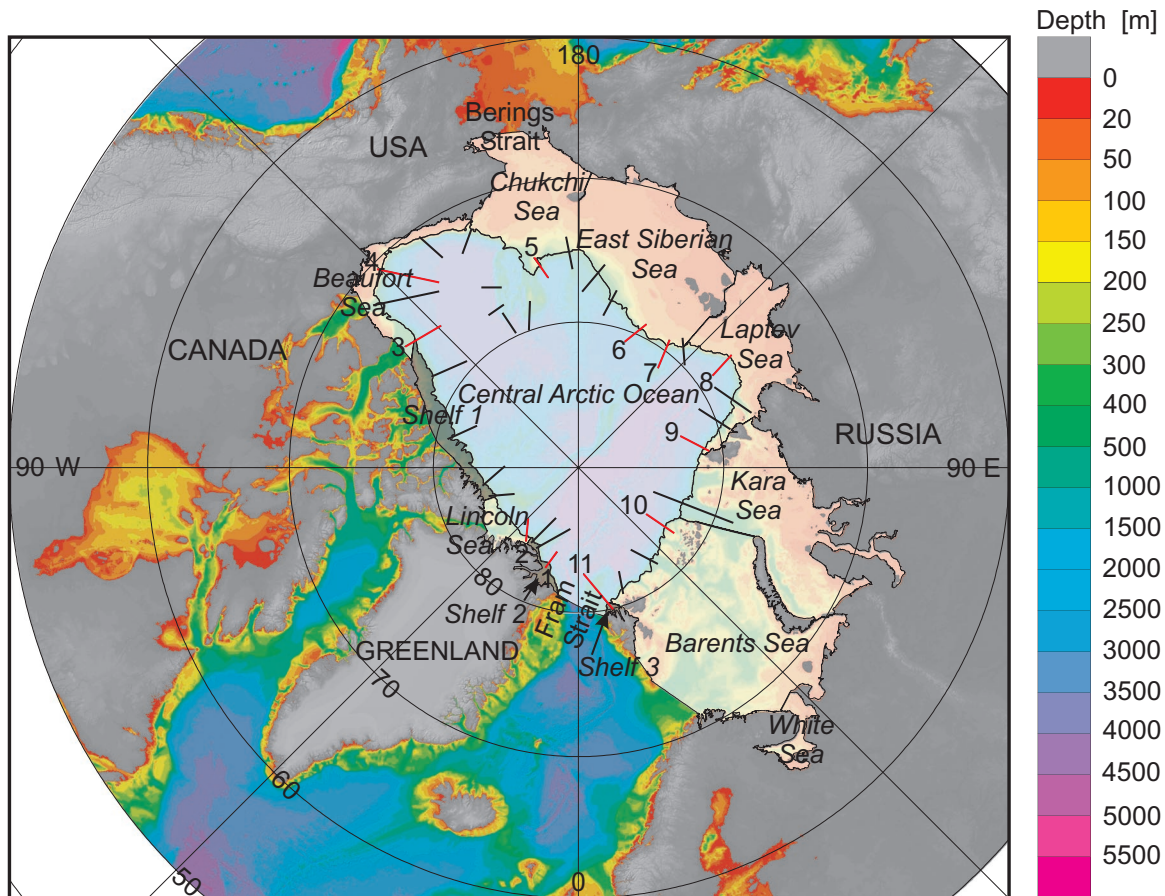 Depth [m]
0
20
50
100
150
200
250
300
400
500
1000
1500
2000
2500
3000
3500
4000
4500
5000
5500
180
Berings
Strait
USA
Chukchi
Sea
5
East Siberian
Sea
4
Beaufort
Sea
CANADA
3
6
7
8
Laptev
Sea
Central Arctic Ocean
Shelf 1
9
RUSSIA
90 W
90 E
Kara
Sea
10
Lincoln
Sea
2
1
11
80
Shelf 2
Fram
Strait
GREENLAND
Shelf 3
Barents Sea
70
White
Sea
60
50
0